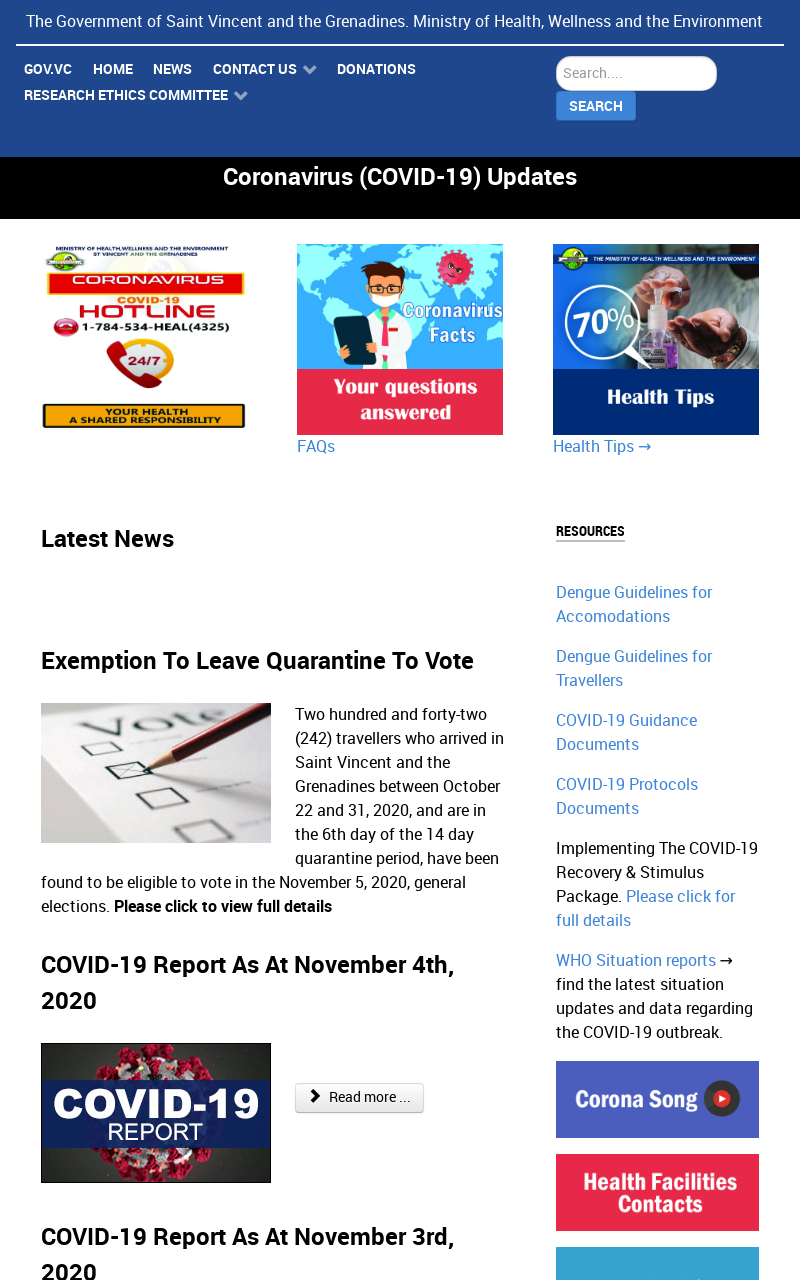 The Government of Saint Vincent and the Grenadines. Ministry of Health, Wellness and the Environment
GOV.VC HOME NEWS CONTACT US DONATIONS
RESEARCH ETHICS COMMITTEE
Search....
SEARCH
Coronavirus (COVID-19) Updates
MINISTRY OF HEALTH,WELLNESS AND THE ENVIRONMENT
ST VINCENT AND THE GRENADINES
CORONAVIRUS
COVID-19
HOTLINE
1-784-534-HEAL(4325)
24/7
YOUR HEALTH
A SHARED RESPONSIBILITY
Coronavirus
Facts
Your questions
answered
FAQs
THE MINISTRY OF HEALTH WELLNESS AND THE ENVIRONMENT
70%
Health Tips
Health Tips →
Latest News
Exemption To Leave Quarantine To Vote
Vote
Two hundred and forty-two
(242) travellers who arrived in
Saint Vincent and the
Grenadines between October
22 and 31, 2020, and are in
the 6th day of the 14 day
quarantine period, have been
found to be eligible to vote in the November 5, 2020, general
elections. Please click to view full details
COVID-19 Report As At November 4th,
2020
COVID-19
REPORT
Read more ...
COVID-19 Report As At November 3rd,
2020
RESOURCES
Dengue Guidelines for
Accomodations
Dengue Guidelines for
Travellers
COVID-19 Guidance
Documents
COVID-19 Protocols
Documents
Implementing The COVID-19
Recovery & Stimulus
Package. Please click for
full details
WHO Situation reports →
find the latest situation
updates and data regarding
the COVID-19 outbreak.
Corona Song
Health Facilities
Contacts